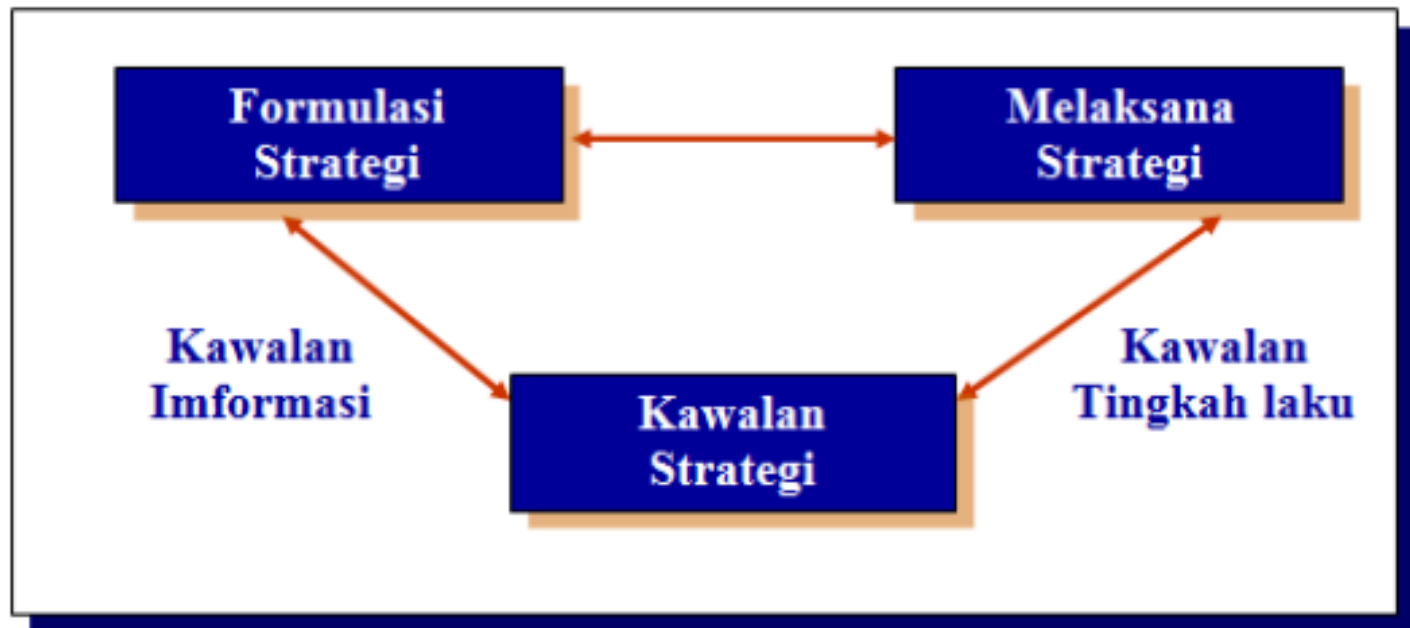 Formulasi
Strategi
Melaksana
Strategi
Kawalan
Imformasi
Kawalan
Tingkah laku
Kawalan
Strategi